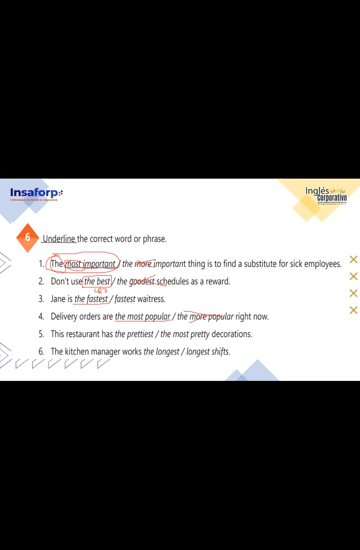 Insaforp
Inglés
Corporativo
6 Underline the correct word or phrase.
1. The most important / the more important thing is to find a substitute for sick employees.
2. Don't use the best / the goodest schedules as a reward.
3. Jane is the fastest / fastest waitress.
4. Delivery orders are the most popular / the more popular right now.
5. This restaurant has the prettiest / the most pretty decorations.
6. The kitchen manager works the longest / longest shifts.